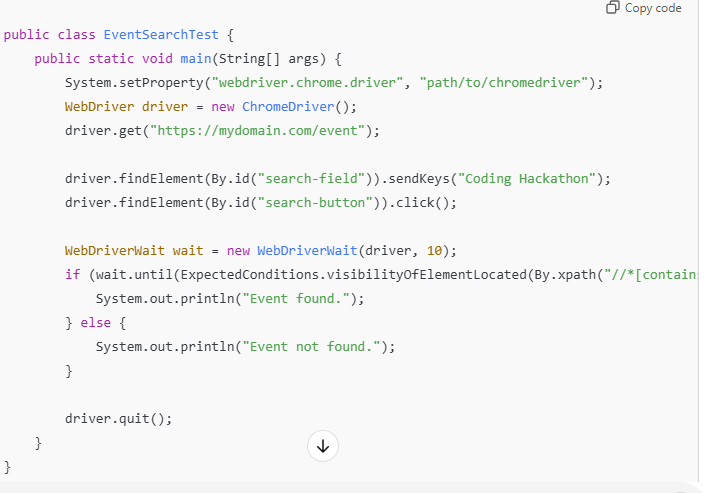 Copy code
public class EventSearchTest {
    public static void main(String[] args) {
        System.setProperty("webdriver.chrome.driver", "path/to/chromedriver");
        WebDriver driver = new ChromeDriver();
        driver.get("https://mydomain.com/event");

        driver.findElement(By.id("search-field")).sendKeys("Coding Hackathon");
        driver.findElement(By.id("search-button")).click();

        WebDriverWait wait = new WebDriverWait(driver, 10);
        if (wait.until(ExpectedConditions.visibilityOfElementLocated(By.xpath("//*[contain
            System.out.println("Event found.");
        } else {
            System.out.println("Event not found.");
        }

        driver.quit();
    }
}